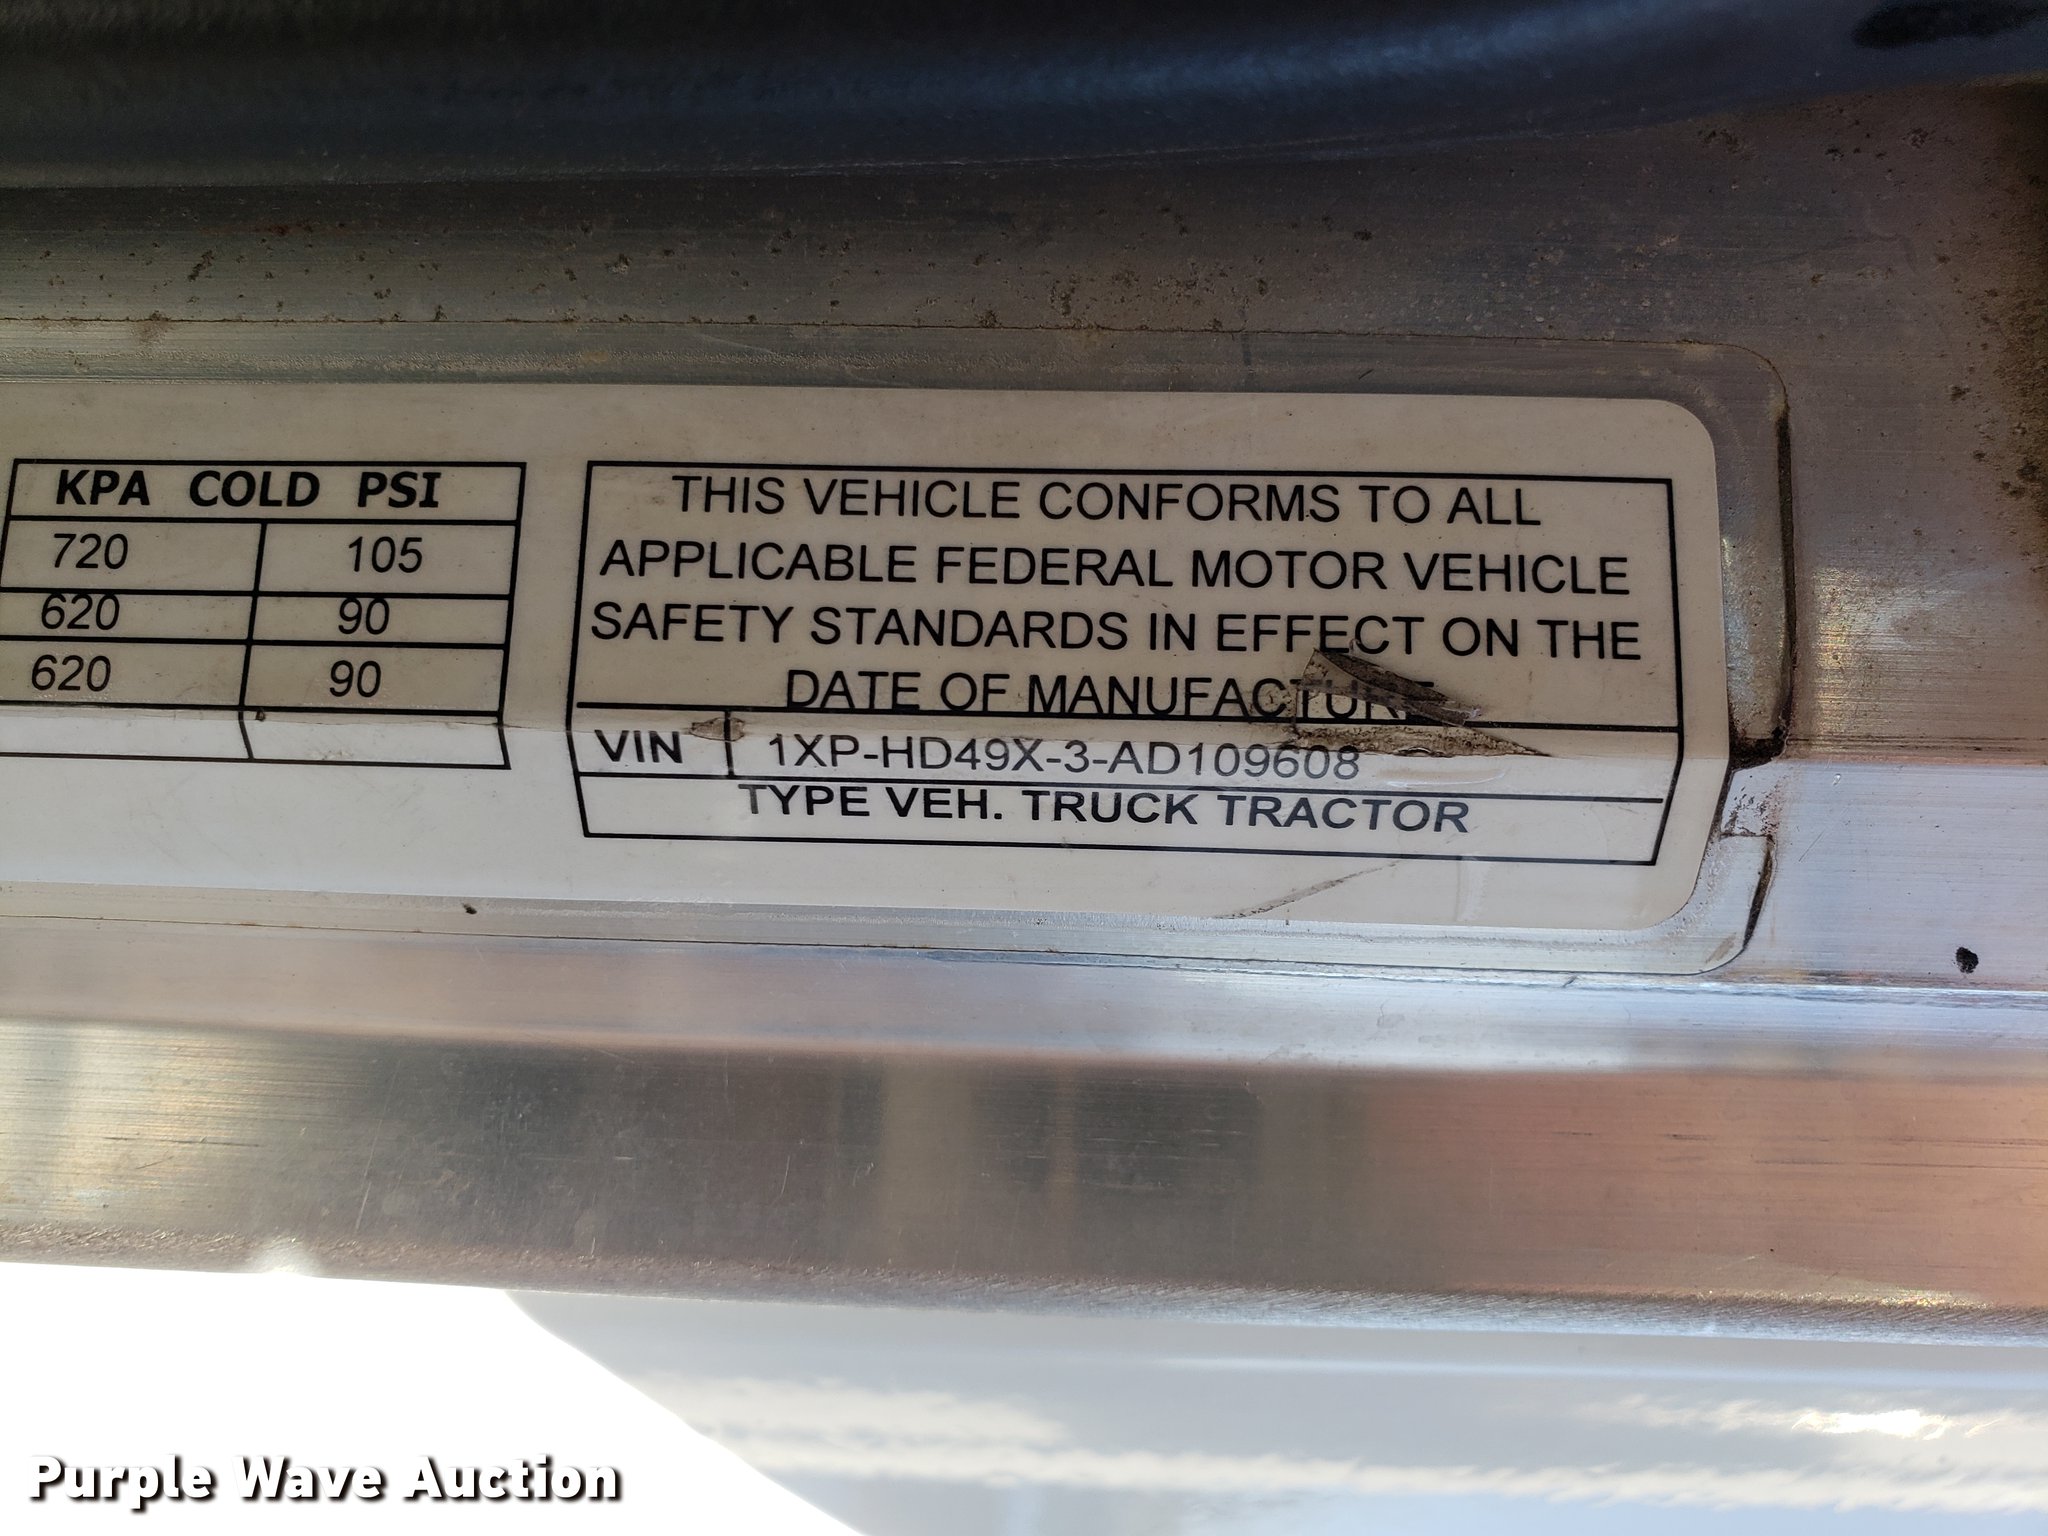 KPA COLD PSI
720 105
620 90
620 90
THIS VEHICLE CONFORMS TO ALL
APPLICABLE FEDERAL MOTOR VEHICLE
SAFETY STANDARDS IN EFFECT ON THE
DATE OF MANUFACTURE
VIN 1XP-HD49X-3-AD109608
TYPE VEH. TRUCK TRACTOR
Purple Wave Auction